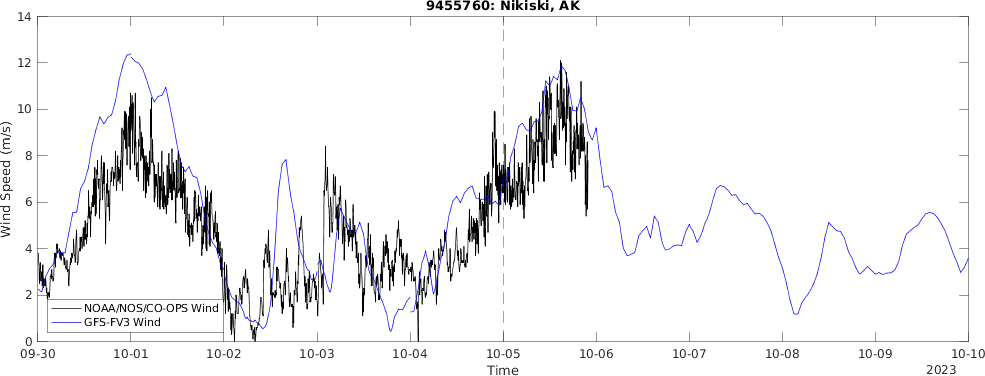 9455760: Nikiski, AK
Wind Speed (m/s)
14
12
10
8
6
4
2
0
NOAA/NOS/CO-OPS Wind
GFS-FV3 Wind
09-30 10-01 10-02 10-03 10-04 10-05 10-06 10-07 10-08 10-09 10-10
Time
2023